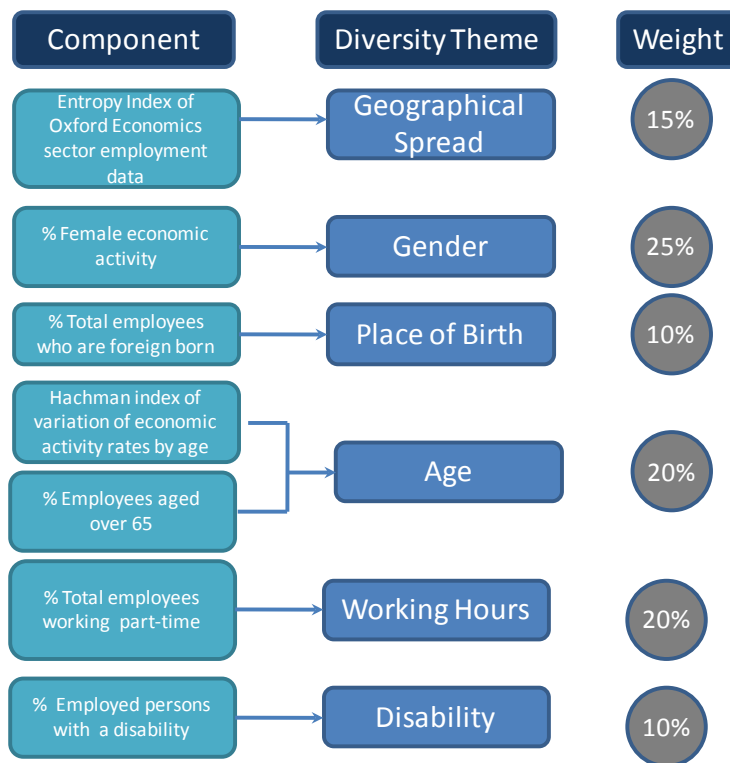 Component
Diversity Theme
Weight
Entropy Index of
Oxford Economics
sector employment
data
Geographical
Spread
15%
% Female economic
activity
Gender
25%
% Total employees
who are foreign born
Place of Birth
10%
Hachman index of
variation of economic
activity rates by age
% Employees aged
over 65
Age
20%
% Total employees
working part-time
Working Hours
20%
% Employed persons
with a disability
Disability
10%